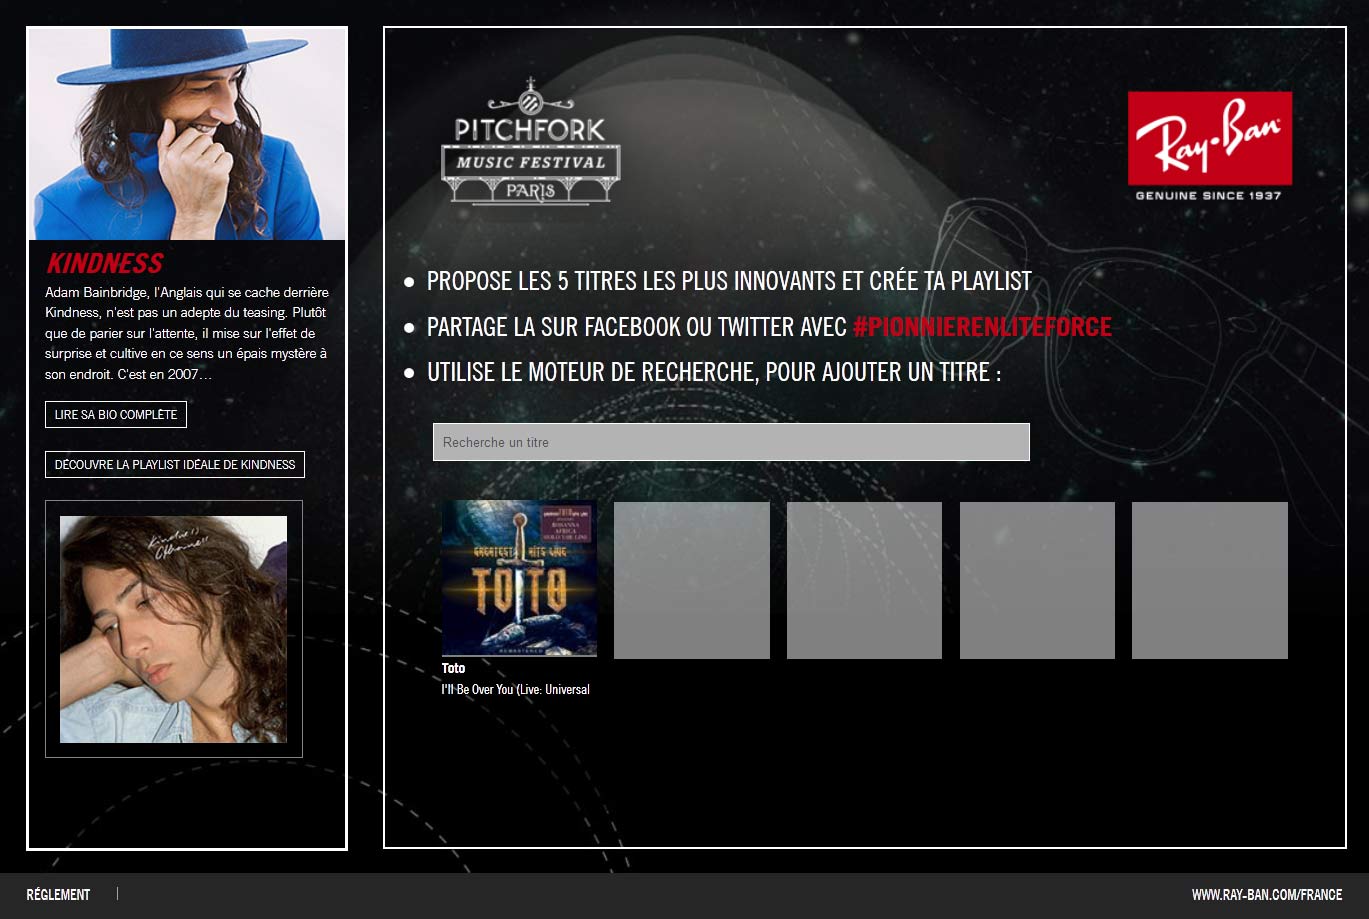 KINDNESS
Adam Bainbridge, l'Anglais qui se cache derrière
Kindness, n'est pas un adepte du teasing. Plutôt
que de parier sur l'attente, il mise sur l'effet de
surprise et cultive en ce sens un épais mystère à
son endroit. C'est en 2007...
LIRE SA BIO COMPLÈTE
DÉCOUVRE LA PLAYLIST IDÉALE DE KINDNESS
PITCHFORK
MUSIC FESTIVAL
PARIS
Ray-Ban
GENUINE SINCE 1937
• PROPOSE LES 5 TITRES LES PLUS INNOVANTS ET CRÉE TA PLAYLIST
• PARTAGE LA SUR FACEBOOK OU TWITTER AVEC #PIONNIERENLITEFORCE
• UTILISE LE MOTEUR DE RECHERCHE, POUR AJOUTER UN TITRE :
Recherche un titre
ROSANNA
AFRICA
HOLD THE LINE
GREATEST HITS LIVE
TOTO
REMASTERED
Toto
I'll Be Over You (Live: Universal
RÉGLEMENT
WWW.RAY-BAN.COM/FRANCE